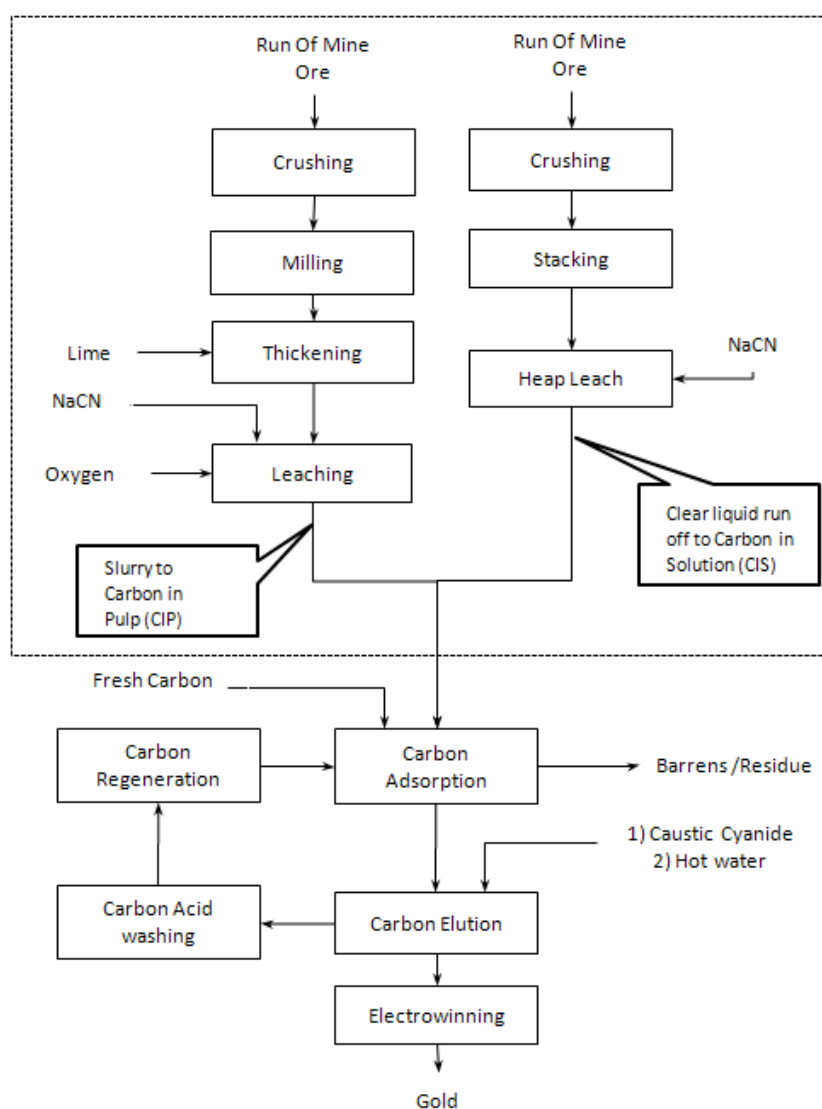 Run Of Mine
Ore
Run Of Mine
Ore
Crushing
Crushing
Milling
Stacking
Lime
Thickening
NaCN
Heap Leach
NaCN
Oxygen
Leaching
Clear liquid run
off to Carbon in
Solution (CIS)
Slurry to
Carbon in
Pulp (CIP)
Fresh Carbon
Carbon
Regeneration
Carbon
Adsorption
Barrens /Residue
1) Caustic Cyanide
2) Hot water
Carbon Acid
washing
Carbon Elution
Electrowinning
Gold